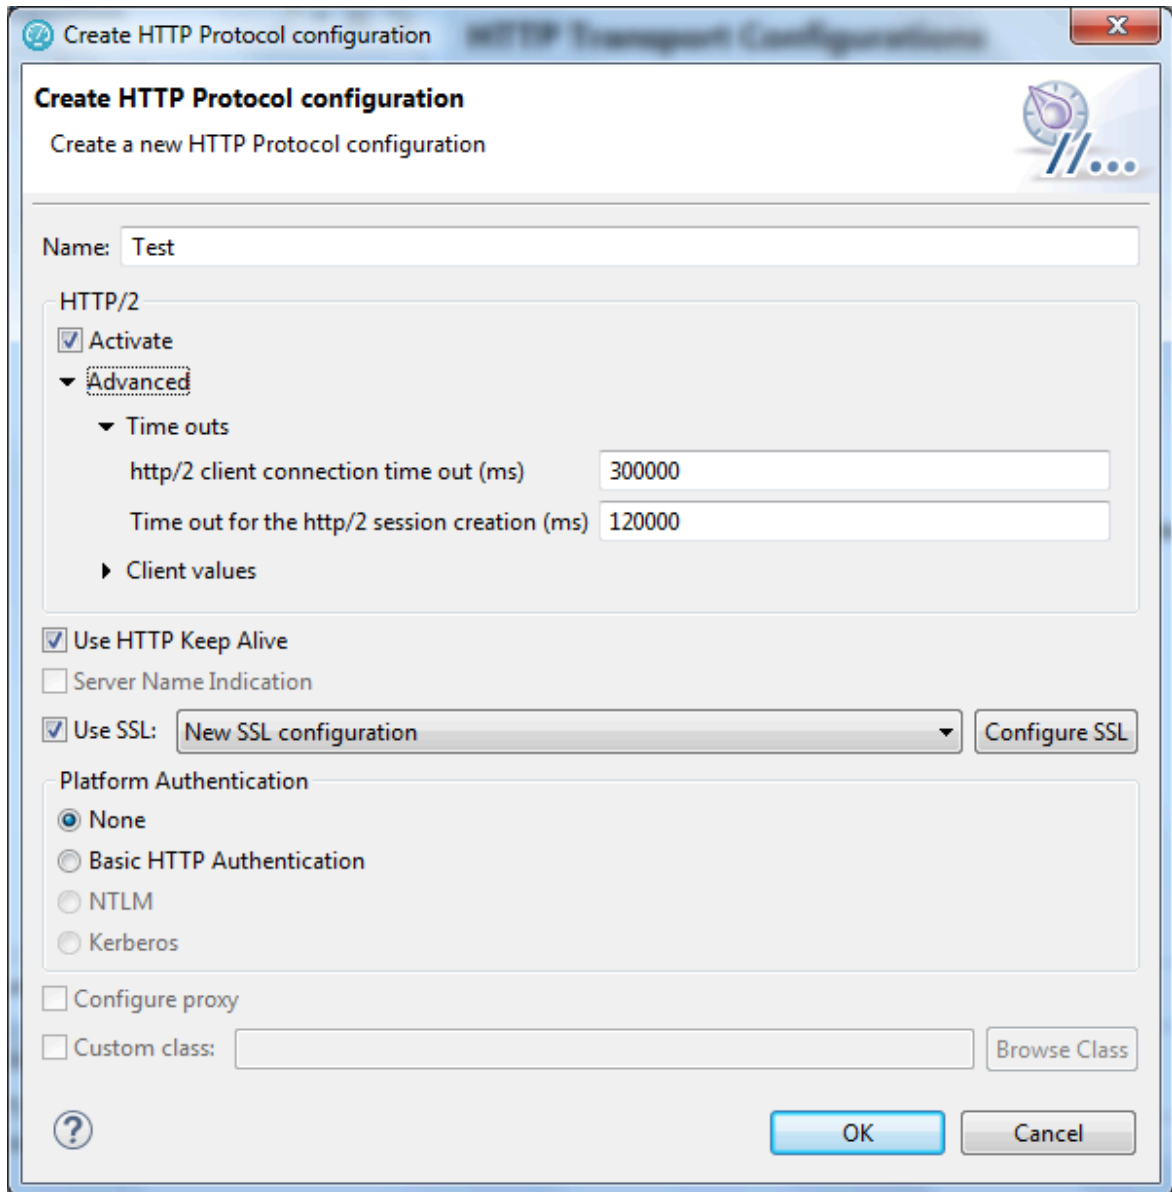 Create HTTP Protocol configuration HTTP Transport Configurations
Create HTTP Protocol configuration
Create a new HTTP Protocol configuration
Name: Test
HTTP/2
Activate
Advanced
Time outs
http/2 client connection time out (ms) 300000
Time out for the http/2 session creation (ms) 120000
Client values
Use HTTP Keep Alive
Server Name Indication
Use SSL: New SSL configuration Configure SSL
Platform Authentication
None
Basic HTTP Authentication
NTLM
Kerberos
Configure proxy
Custom class: Browse Class
OK Cancel